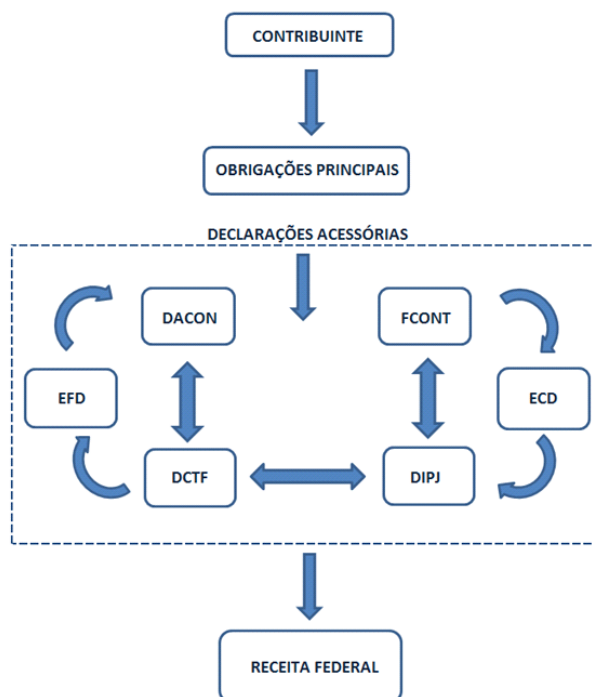 CONTRIBUINTE
OBRIGAÇÕES PRINCIPAIS
DECLARAÇÕES ACESSÓRIAS
DACON
FCONT
EFD
ECD
DCTF
DIPJ
RECEITA FEDERAL